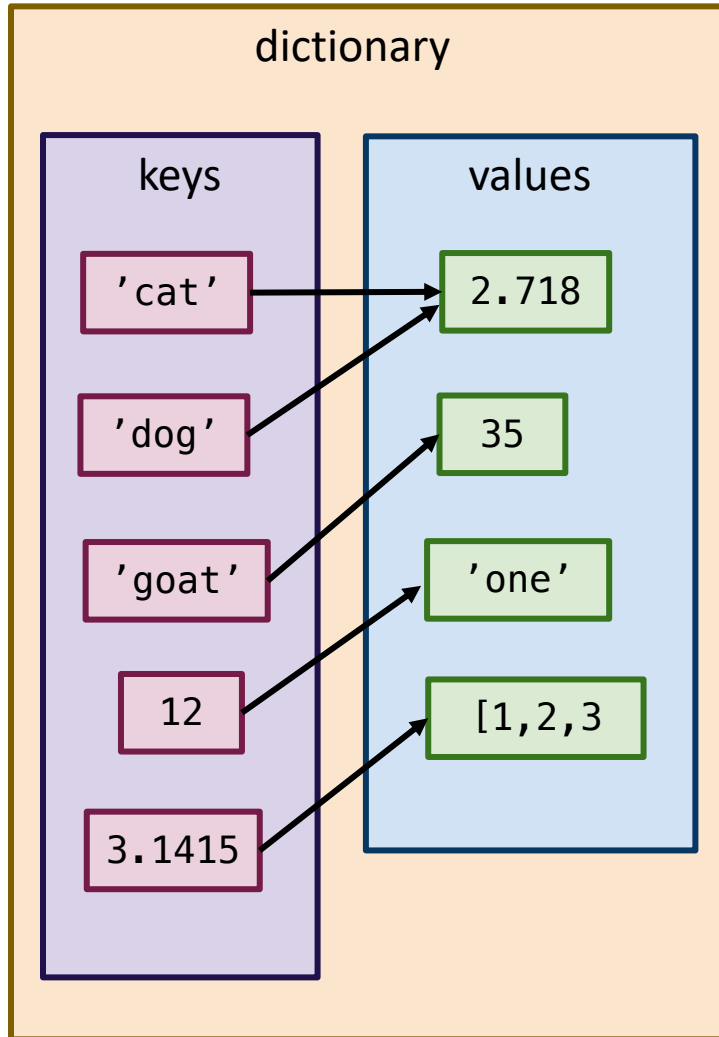 dictionary
keys
values
’cat’
2.718
’dog’
35
’goat’
’one’
12
[1,2,3
3.1415